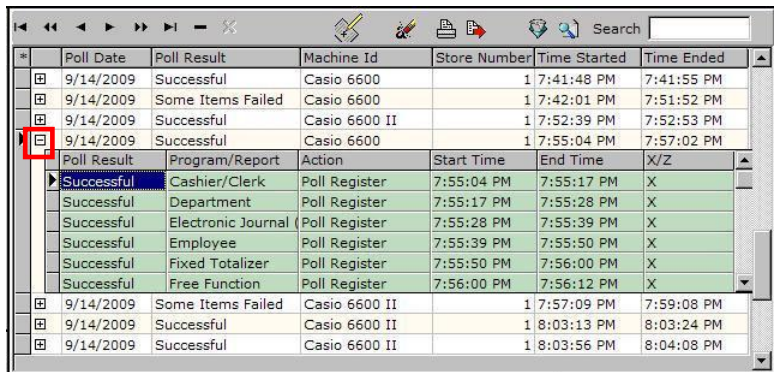 Search
* Poll Date Poll Result Machine Id Store Number Time Started Time Ended
9/14/2009 Successful Casio 6600 1 7:41:48 PM 7:41:55 PM
9/14/2009 Some Items Failed Casio 6600 1 7:42:01 PM 7:51:52 PM
9/14/2009 Successful Casio 6600 II 1 7:52:39 PM 7:52:53 PM
9/14/2009 Successful Casio 6600 1 7:55:04 PM 7:57:02 PM
Poll Result Program/Report Action Start Time End Time X/Z
Successful Cashier/Clerk Poll Register 7:55:04 PM 7:55:17 PM X
Successful Department Poll Register 7:55:17 PM 7:55:28 PM X
Successful Electronic Journal ( Poll Register 7:55:28 PM 7:55:39 PM X
Successful Employee Poll Register 7:55:39 PM 7:55:50 PM X
Successful Fixed Totalizer Poll Register 7:55:50 PM 7:56:00 PM X
Successful Free Function Poll Register 7:56:00 PM 7:56:12 PM X
9/14/2009 Some Items Failed Casio 6600 II 1 7:57:09 PM 7:59:08 PM
9/14/2009 Successful Casio 6600 II 1 8:03:13 PM 8:03:24 PM
9/14/2009 Successful Casio 6600 II 1 8:03:56 PM 8:04:08 PM